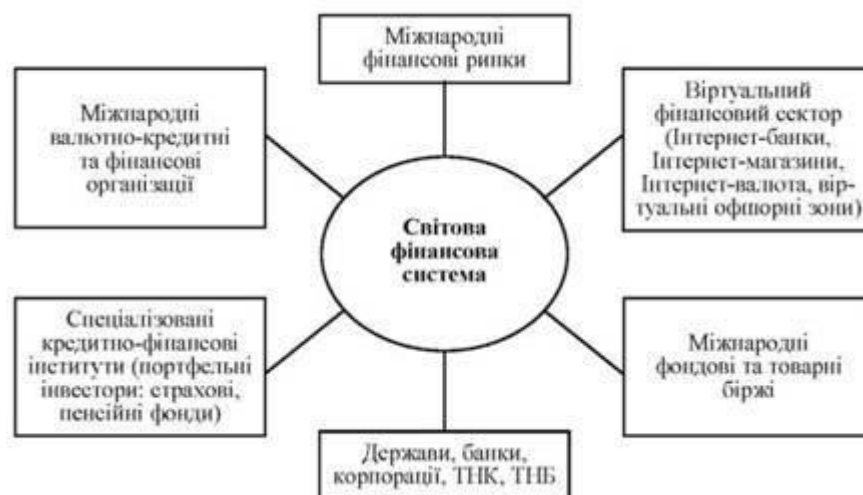 Міжнародні
фінансові ринки
Міжнародні
валютно-кредитні
та фінансові
організації
Віртуальний
фінансовий сектор
(Інтернет-банки,
Інтернет-магазини,
Інтернет-валюта, вір-
туальні офшорні зони)
Світова
фінансова
система
Спеціалізовані
кредитно-фінансові
інститути (портфельні
інвестори: страхові,
пенсійні фонди)
Міжнародні
фондові та товарні
біржі
Держави, банки,
корпорації, ТНК, ТНБ